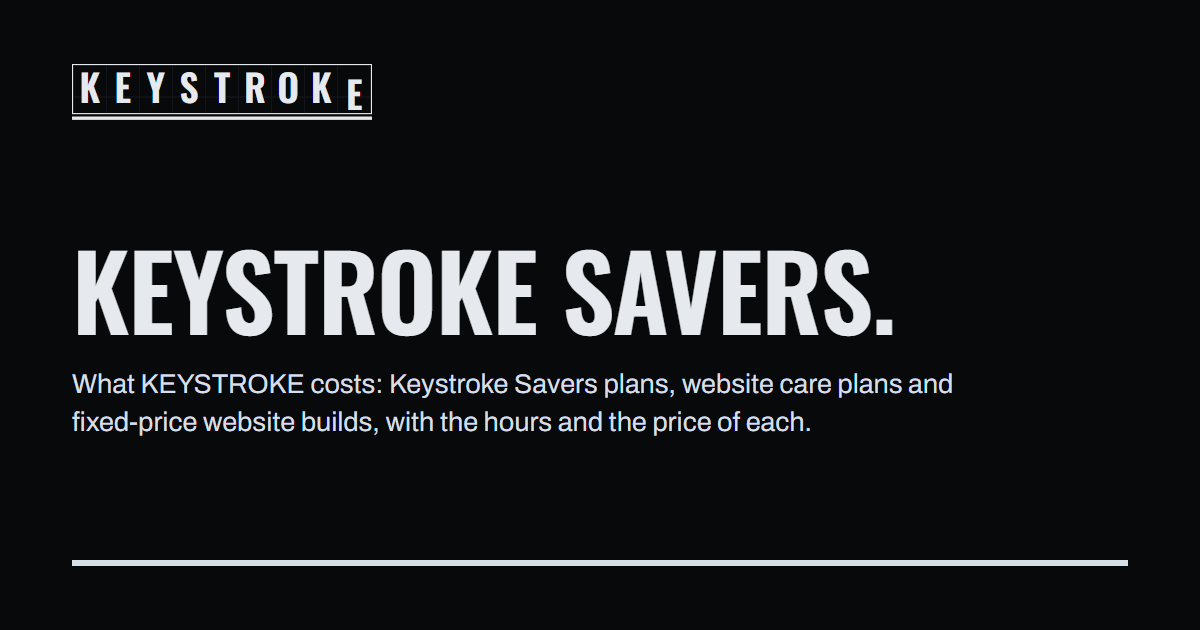 KEYSTROKE
KEYSTROKE SAVERS.
What KEYSTROKE costs: Keystroke Savers plans, website care plans and
fixed-price website builds, with the hours and the price of each.